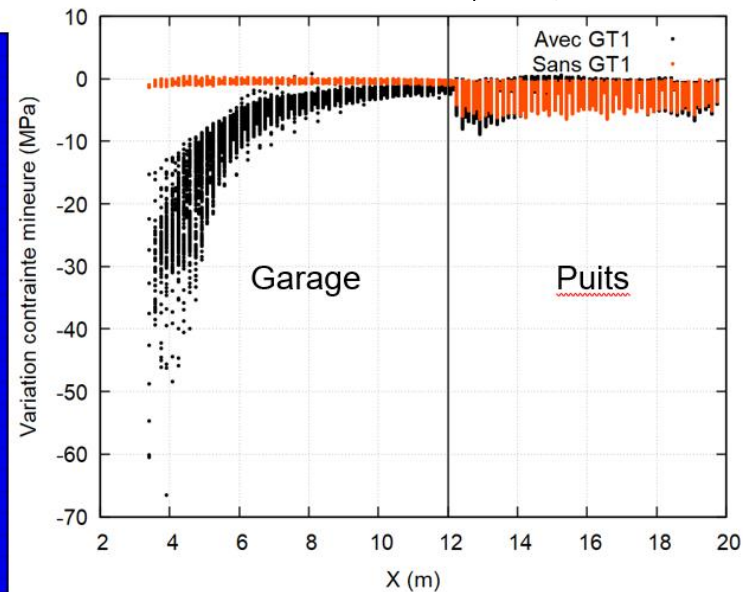 10
0
-10
-20
-30
-40
-50
-60
-70
Variation contrainte mineure (MPa)
Avec GT1
Sans GT1
Garage
Puits
2 4 6 8 10 12 14 16 18 20
X (m)